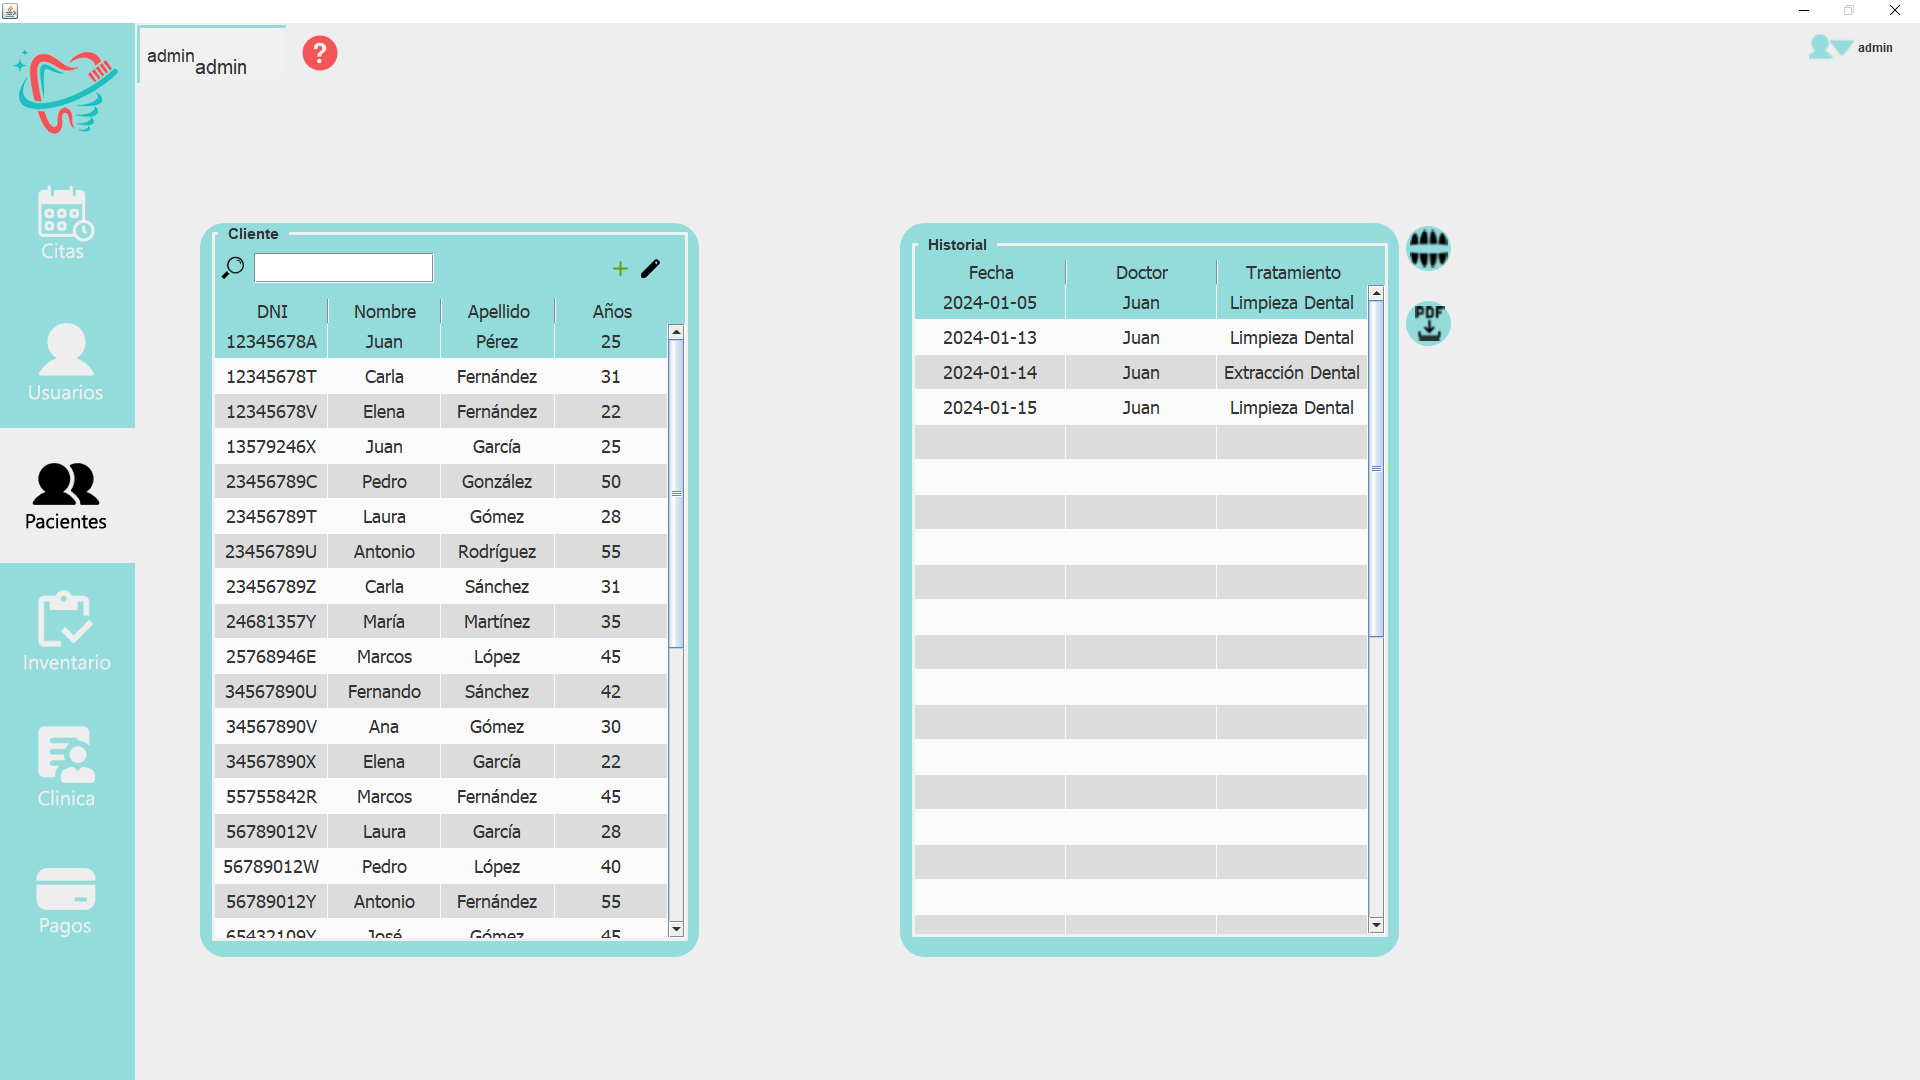 admin
admin
?
admin
Citas
Usuarios
Pacientes
Inventario
Clinica
Pagos
Cliente
DNI Nombre Apellido Años
12345678A Juan Pérez 25
12345678T Carla Fernández 31
12345678V Elena Fernández 22
13579246X Juan García 25
23456789C Pedro González 50
23456789T Laura Gómez 28
23456789U Antonio Rodríguez 55
23456789Z Carla Sánchez 31
24681357Y María Martínez 35
25768946E Marcos López 45
34567890U Fernando Sánchez 42
34567890V Ana Gómez 30
34567890X Elena García 22
55755842R Marcos Fernández 45
56789012V Laura García 28
56789012W Pedro López 40
56789012Y Antonio Fernández 55
65432109Y José Gómez 45
Historial
Fecha Doctor Tratamiento
2024-01-05 Juan Limpieza Dental
2024-01-13 Juan Limpieza Dental
2024-01-14 Juan Extracción Dental
2024-01-15 Juan Limpieza Dental
PDF